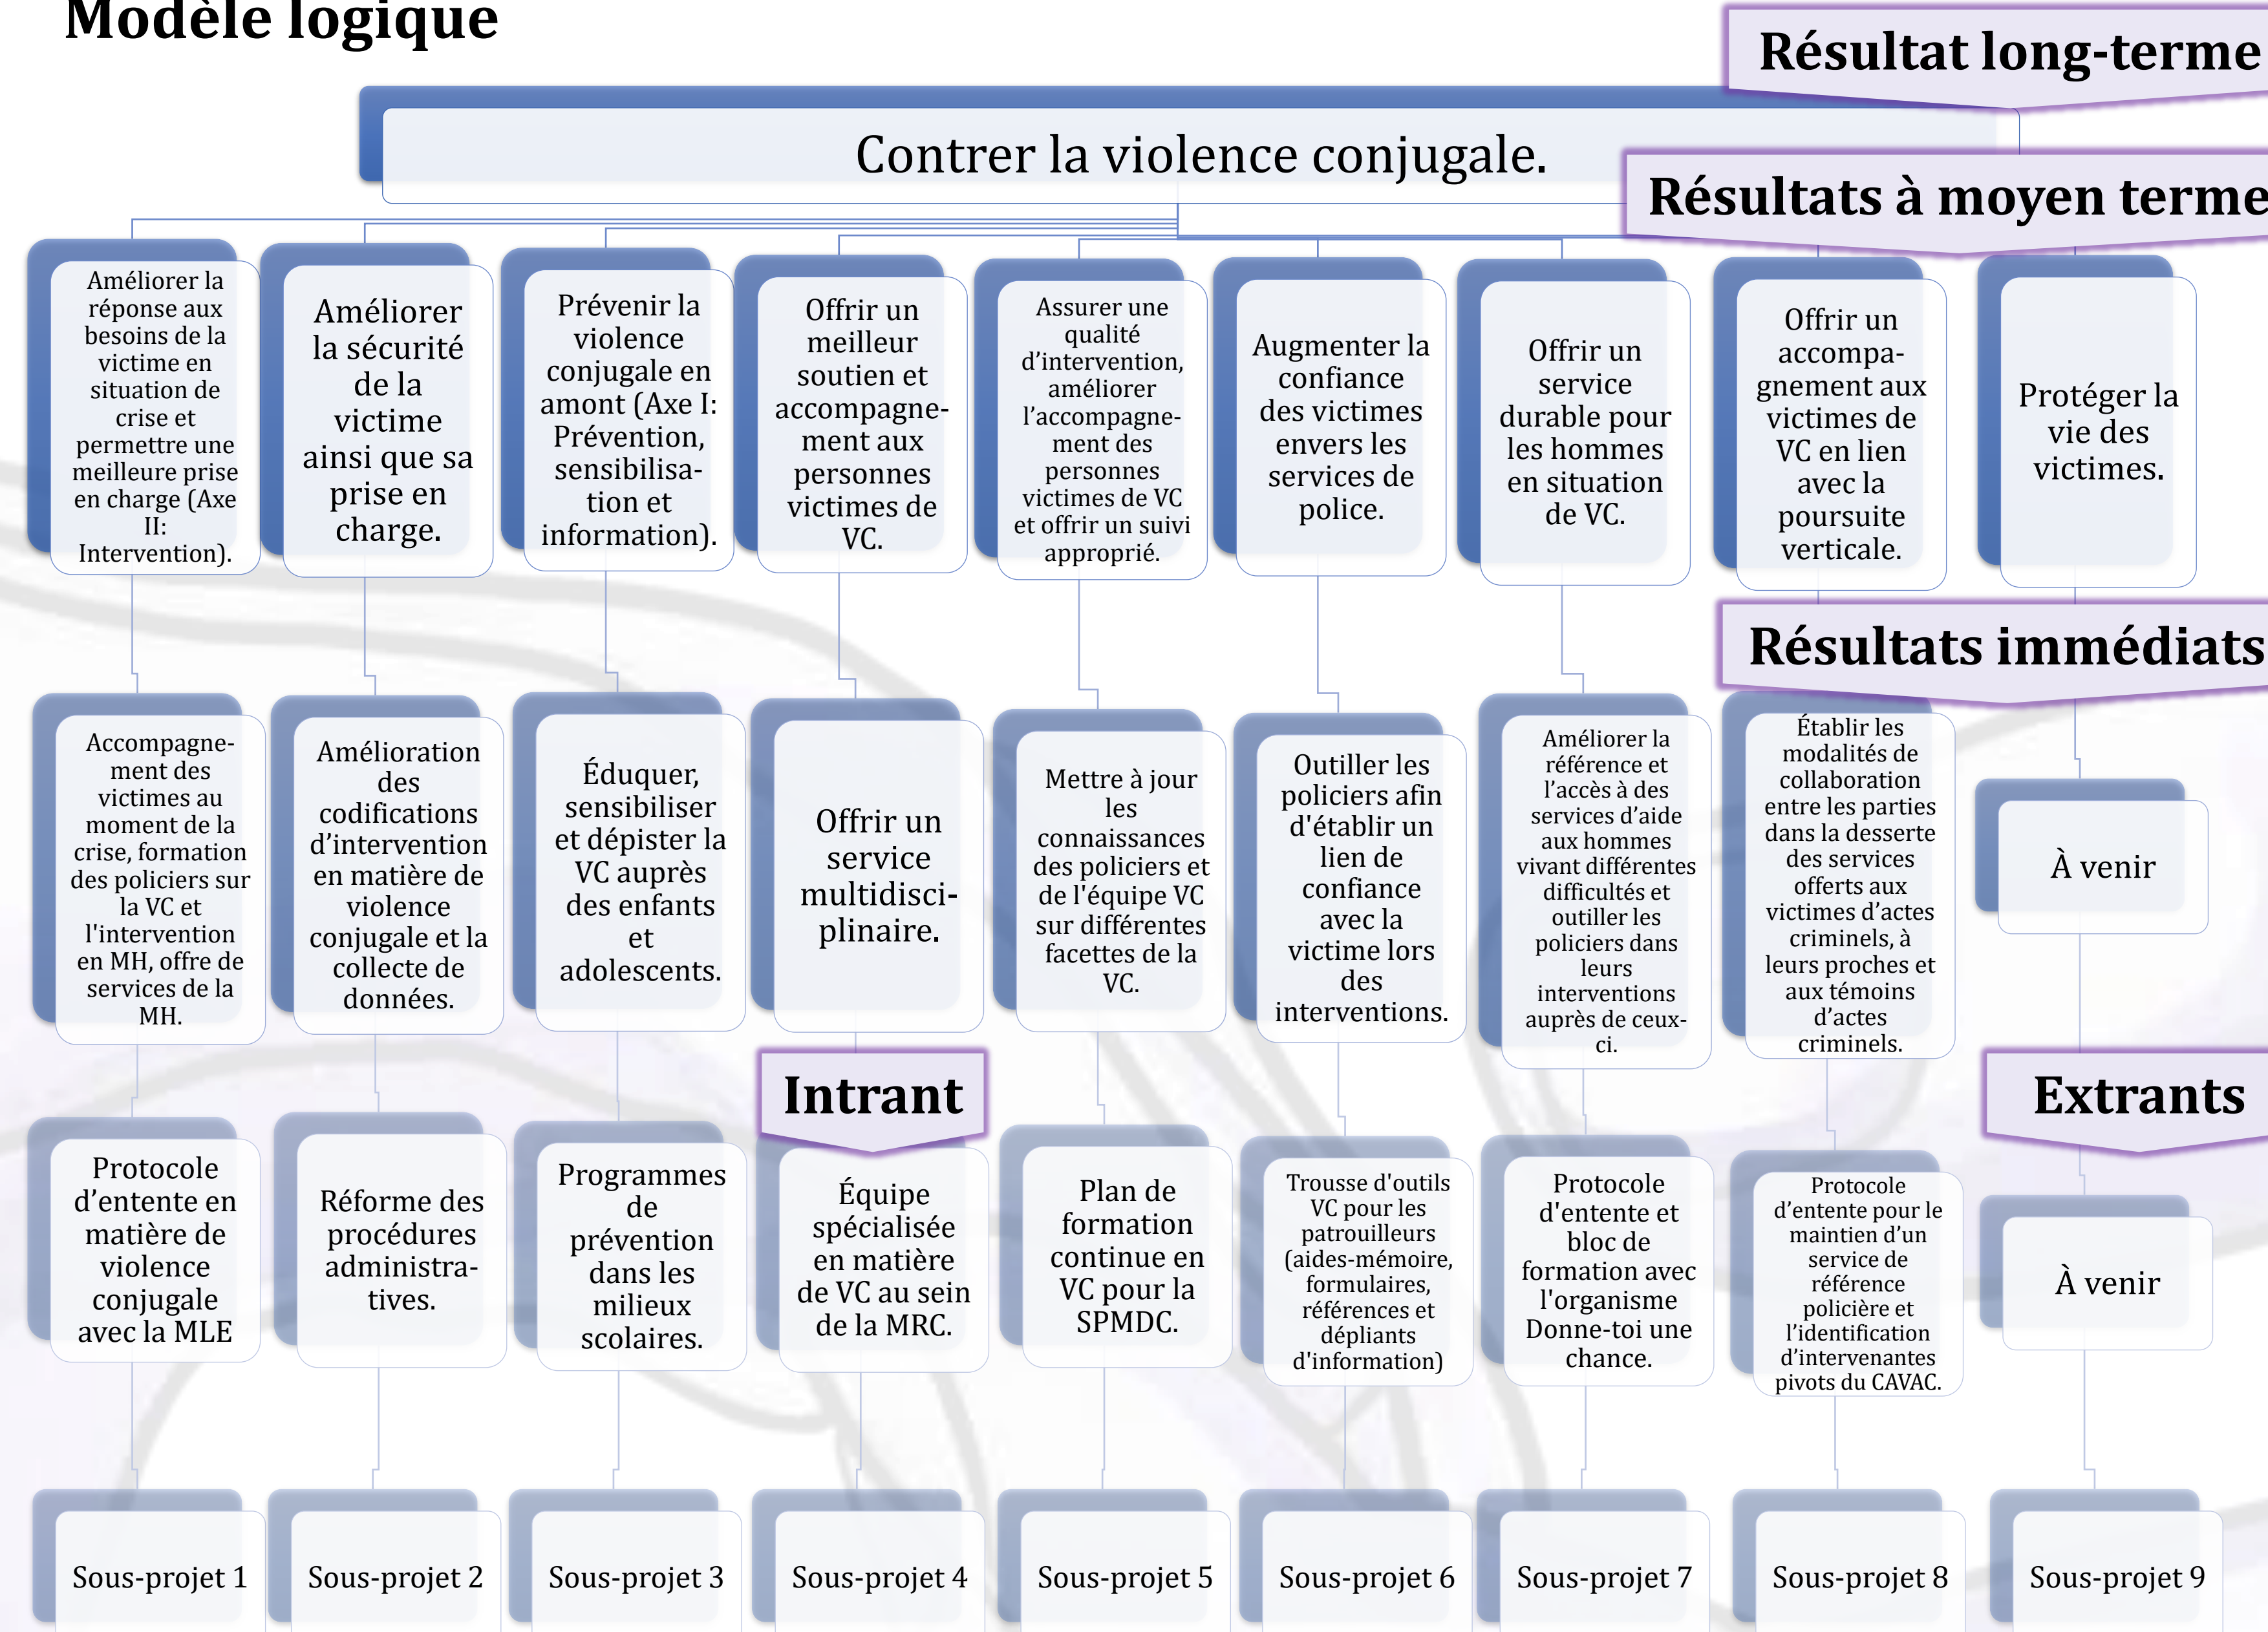 Modèle logique
Résultat long-terme
Contrer la violence conjugale.
Résultats à moyen terme
Améliorer la
réponse aux
besoins de la
victime en
situation de
crise et
permettre une
meilleure prise
en charge (Axe
II:
Intervention).
Améliorer
la sécurité
de la
victime
ainsi que sa
prise en
charge.
Prévenir la
violence
conjugale en
amont (Axe I:
Prévention,
sensibilisa-
tion et
information).
Offrir un
meilleur
soutien et
accompagne-
ment aux
personnes
victimes de
VC.
Assurer une
qualité
d’intervention,
améliorer
l’accompagne-
ment des
personnes
victimes de VC
et offrir un suivi
approprié.
Augmenter la
confiance
des victimes
envers les
services de
police.
Offrir un
service
durable pour
les hommes
en situation
de VC.
Offrir un
accompa-
gnement aux
victimes de
VC en lien
avec la
poursuite
verticale.
Protéger la
vie des
victimes.
Résultats immédiats
Accompagne-
ment des
victimes au
moment de la
crise, formation
des policiers sur
la VC et
l'intervention
en MH, offre de
services de la
MH.
Amélioration
des
codifications
d’intervention
en matière de
violence
conjugale et la
collecte de
données.
Éduquer,
sensibiliser
et dépister la
VC auprès
des enfants
et
adolescents.
Offrir un
service
multidisci-
plinaire.
Mettre à jour
les
connaissances
des policiers et
de l'équipe VC
sur différentes
facettes de la
VC.
Outiller les
policiers afin
d'établir un
lien de
confiance
avec la
victime lors
des
interventions.
Améliorer la
référence et
l’accès à des
services d’aide
aux hommes
vivant différentes
difficultés et
outiller les
policiers dans
leurs
interventions
auprès de ceux-
ci.
Établir les
modalités de
collaboration
entre les parties
dans la desserte
des services
offerts aux
victimes d’actes
criminels, à
leurs proches et
aux témoins
d’actes
criminels.
À venir
Intrant
Extrants
Protocole
d’entente en
matière de
violence
conjugale
avec la MLE
Réforme des
procédures
administra-
tives.
Programmes
de
prévention
dans les
milieux
scolaires.
Équipe
spécialisée
en matière
de VC au sein
de la MRC.
Plan de
formation
continue en
VC pour la
SPMDC.
Trousse d'outils
VC pour les
patrouilleurs
(aides-mémoire,
formulaires,
références et
dépliants
d'information)
Protocole
d'entente et
bloc de
formation avec
l'organisme
Donne-toi une
chance.
Protocole
d’entente pour le
maintien d’un
service de
référence
policière et
l’identification
d’intervenantes
pivots du CAVAC.
À venir
Sous-projet 1
Sous-projet 2
Sous-projet 3
Sous-projet 4
Sous-projet 5
Sous-projet 6
Sous-projet 7
Sous-projet 8
Sous-projet 9